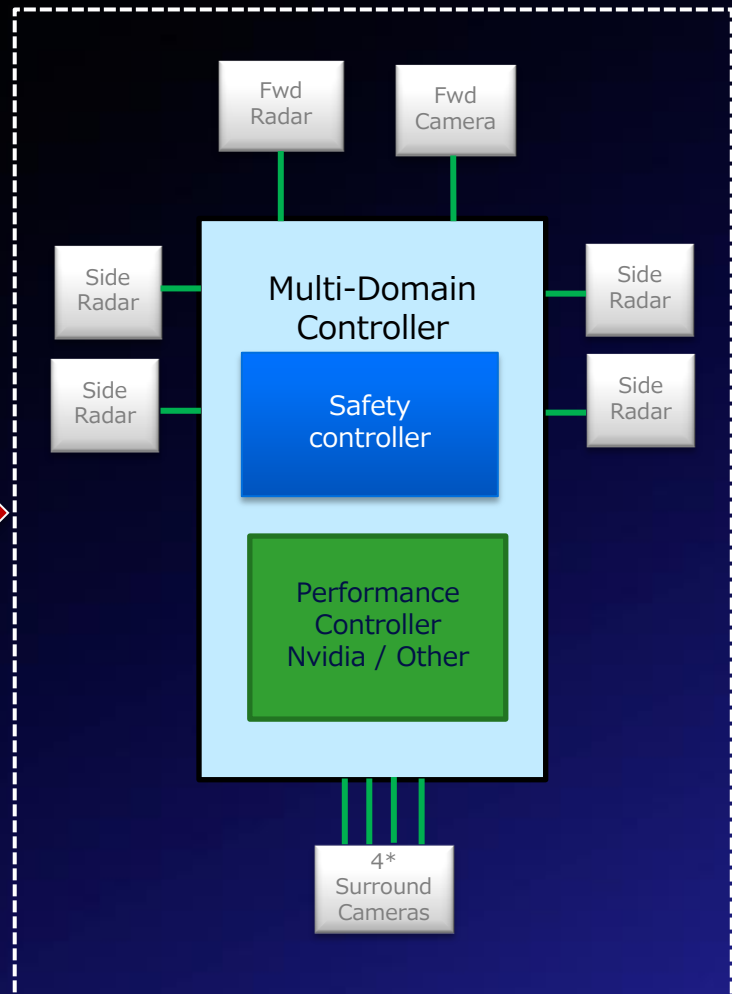 Fwd
Radar
Fwd
Camera
Side
Radar
Side
Radar
Multi-Domain
Controller
Safety
controller
Performance
Controller
Nvidia / Other
Side
Radar
Side
Radar
4*
Surround
Cameras